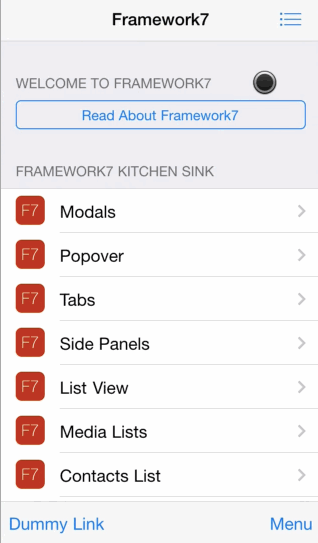 Framework7
WELCOME TO FRAMEWORK7
Read About Framework7
FRAMEWORK7 KITCHEN SINK
F7 Modals
F7 Popover
F7 Tabs
F7 Side Panels
F7 List View
F7 Media Lists
F7 Contacts List
Dummy Link Menu